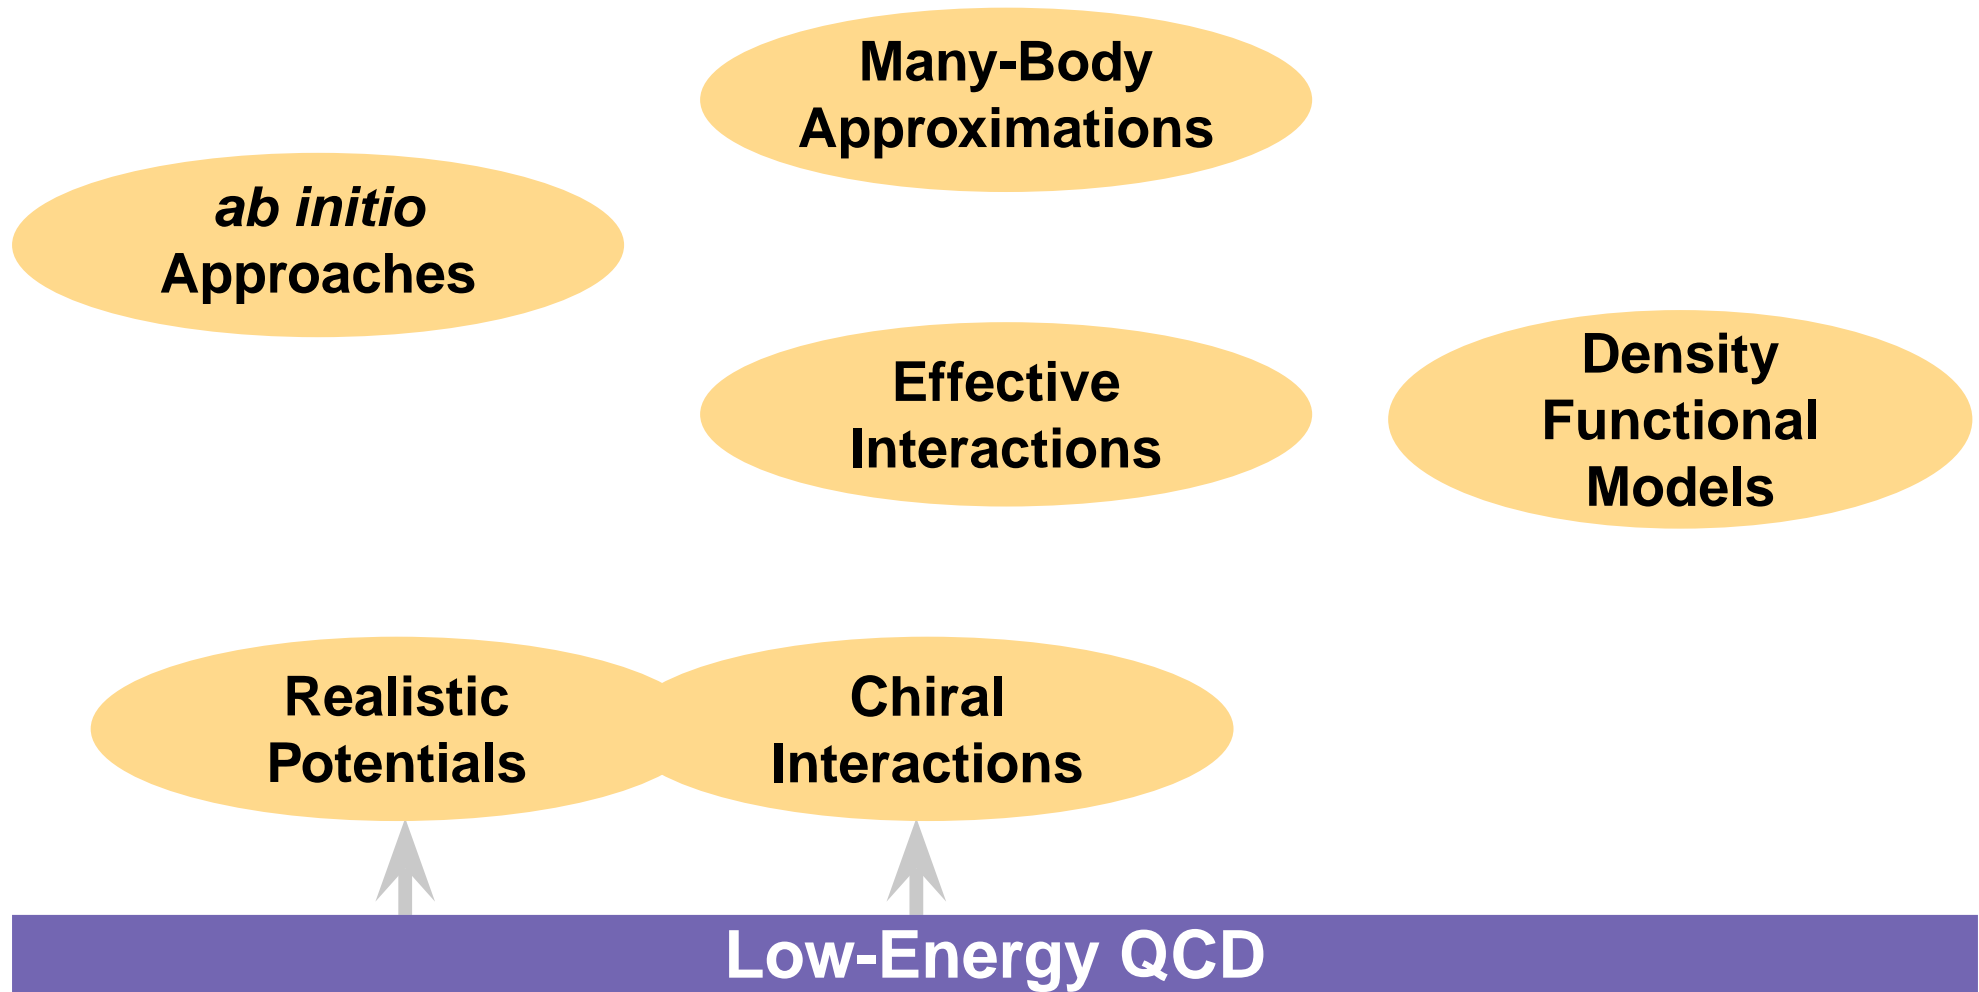 Many-Body
Approximations
ab initio
Approaches
Effective
Interactions
Density
Functional
Models
Realistic
Potentials
Chiral
Interactions
Low-Energy QCD